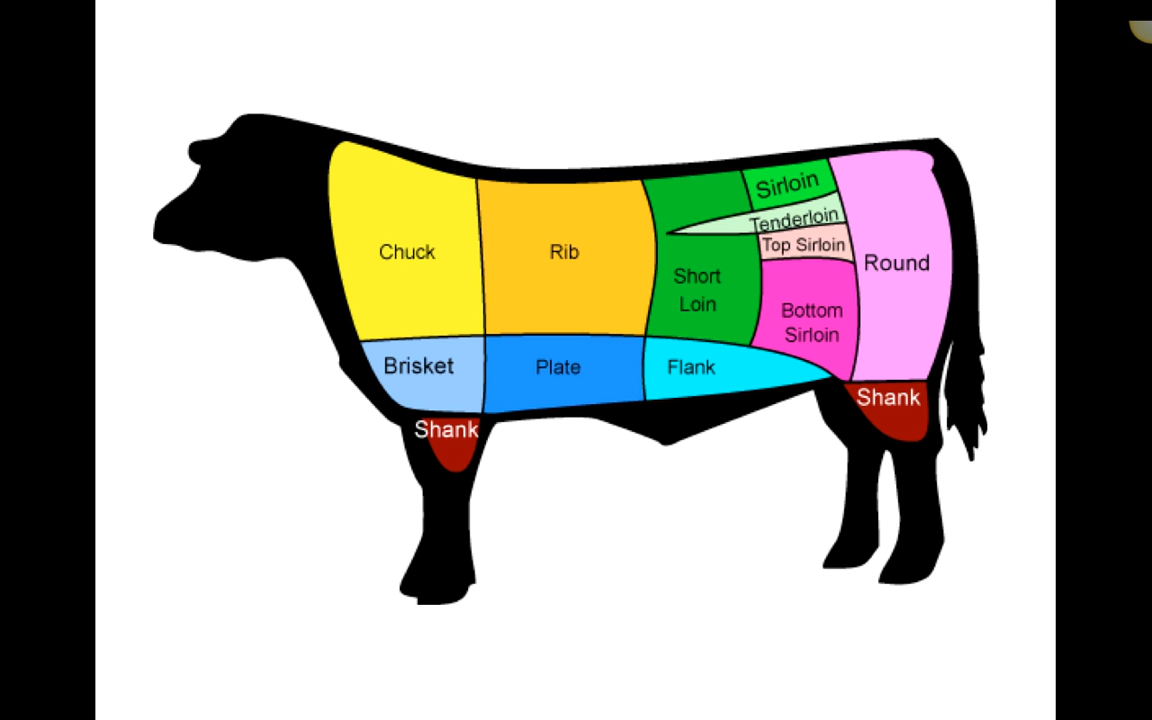 Sirloin
Tenderloin
Top Sirloin
Chuck
Rib
Short
Loin
Round
Bottom
Sirloin
Brisket
Plate
Flank
Shank
Shank